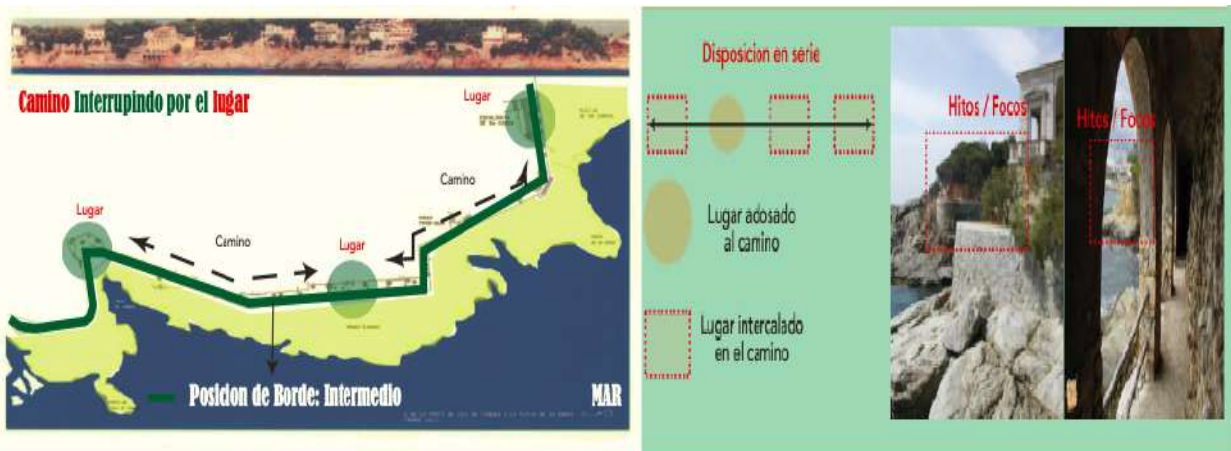 Camino Interrupindo por el lugar
Lugar
Camino
Lugar
Camino
Lugar
Posicion de Borde: Intermedio
MAR
Disposicion en serie
Lugar adosado
al camino
Lugar intercalado
en el camino
Hitos / Focos
Hitos / Focos